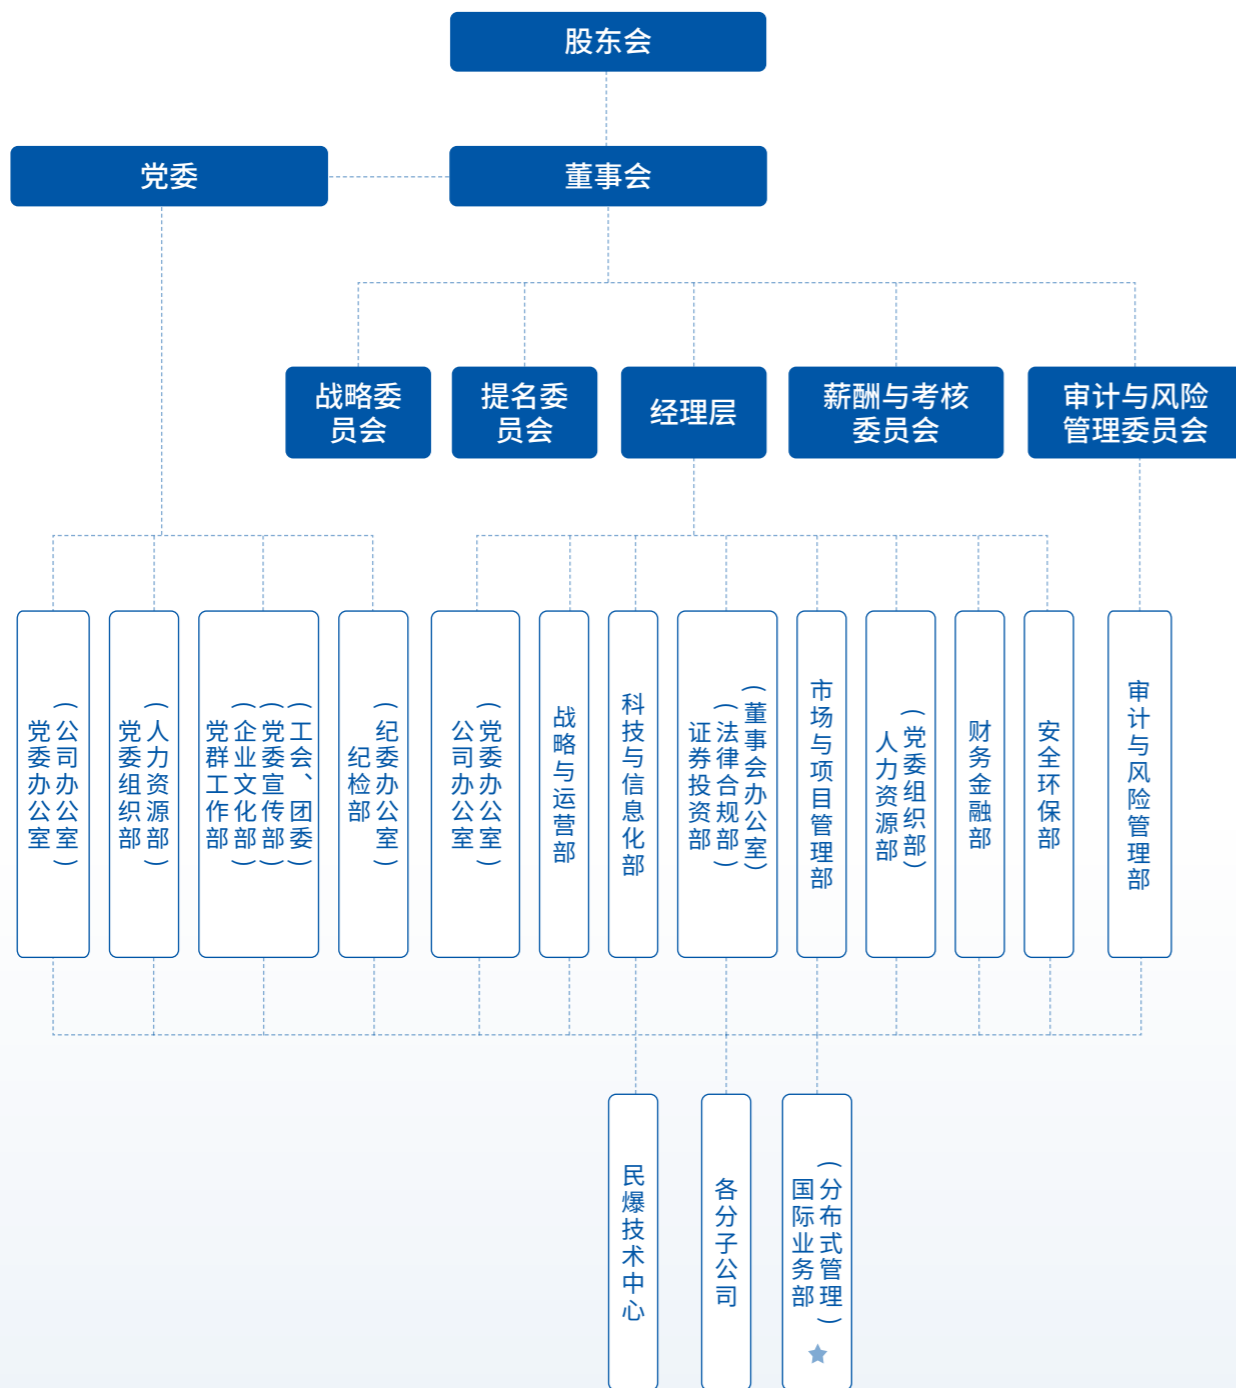 股东会
党委
董事会
战略委
员会
提名委
员会
经理层
薪酬与考核
委员会
审计与风险
管理委员会
党委办公室
（公司办公室）
党委组织部
（人力资源部）
党群工作部
（企业文化部）
（党委宣传部）
（工会、团委）
纪检部
（纪委办公室）
公司办公室
（党委办公室）
战略与运营部
科技与信息化部
证券投资部
（法律合规部）
（董事会办公室）
市场与项目管理部
人力资源部
（党委组织部）
财务金融部
安全环保部
审计与风险管理部
民爆技术中心
各分子公司
国际业务部
（分布式管理）